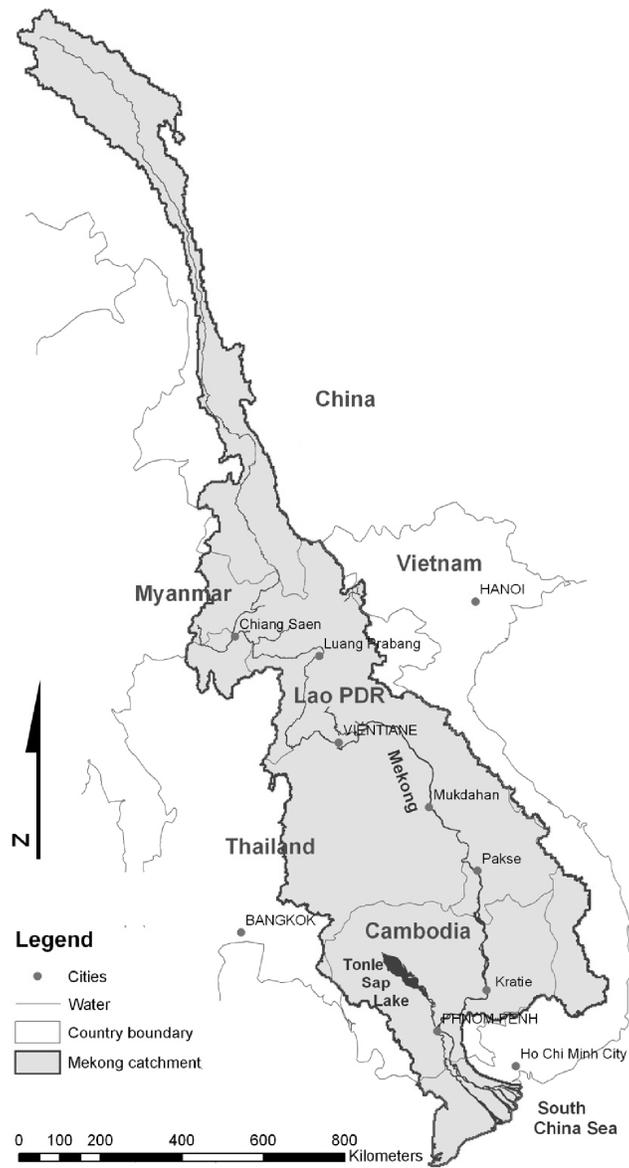 China
Vietnam
HANOI
Myanmar
Chiang Saen
Luang Prabang
Lao PDR
VIENTIANE
Mekong
Mukdahan
Thailand
Pakse
BANGKOK
Cambodia
Tonle
Sap
Lake
Kratie
PHNOM PENH
Ho Chi Minh City
South
China Sea
N
Legend
Cities
Water
Country boundary
Mekong catchment
0 100 200 400 600 800
Kilometers